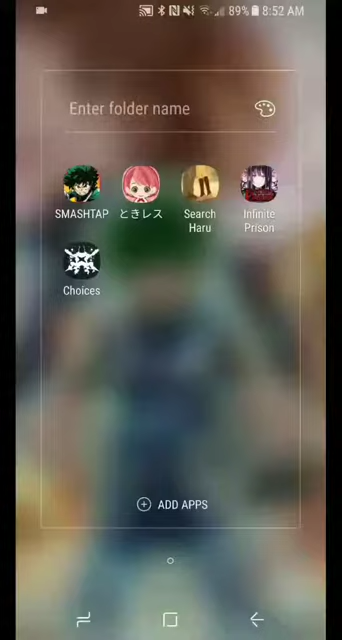 89% 8:52 AM
Enter folder name
SMASHTAP ときレス Search Haru Infinite Prison
Choices
ADD APPS